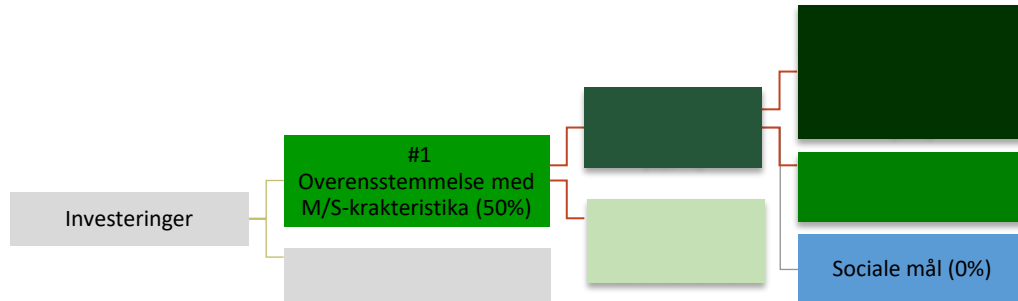 Investeringer
#1
Overensstemmelse med
M/S-krakteristika (50%)
Sociale mål (0%)